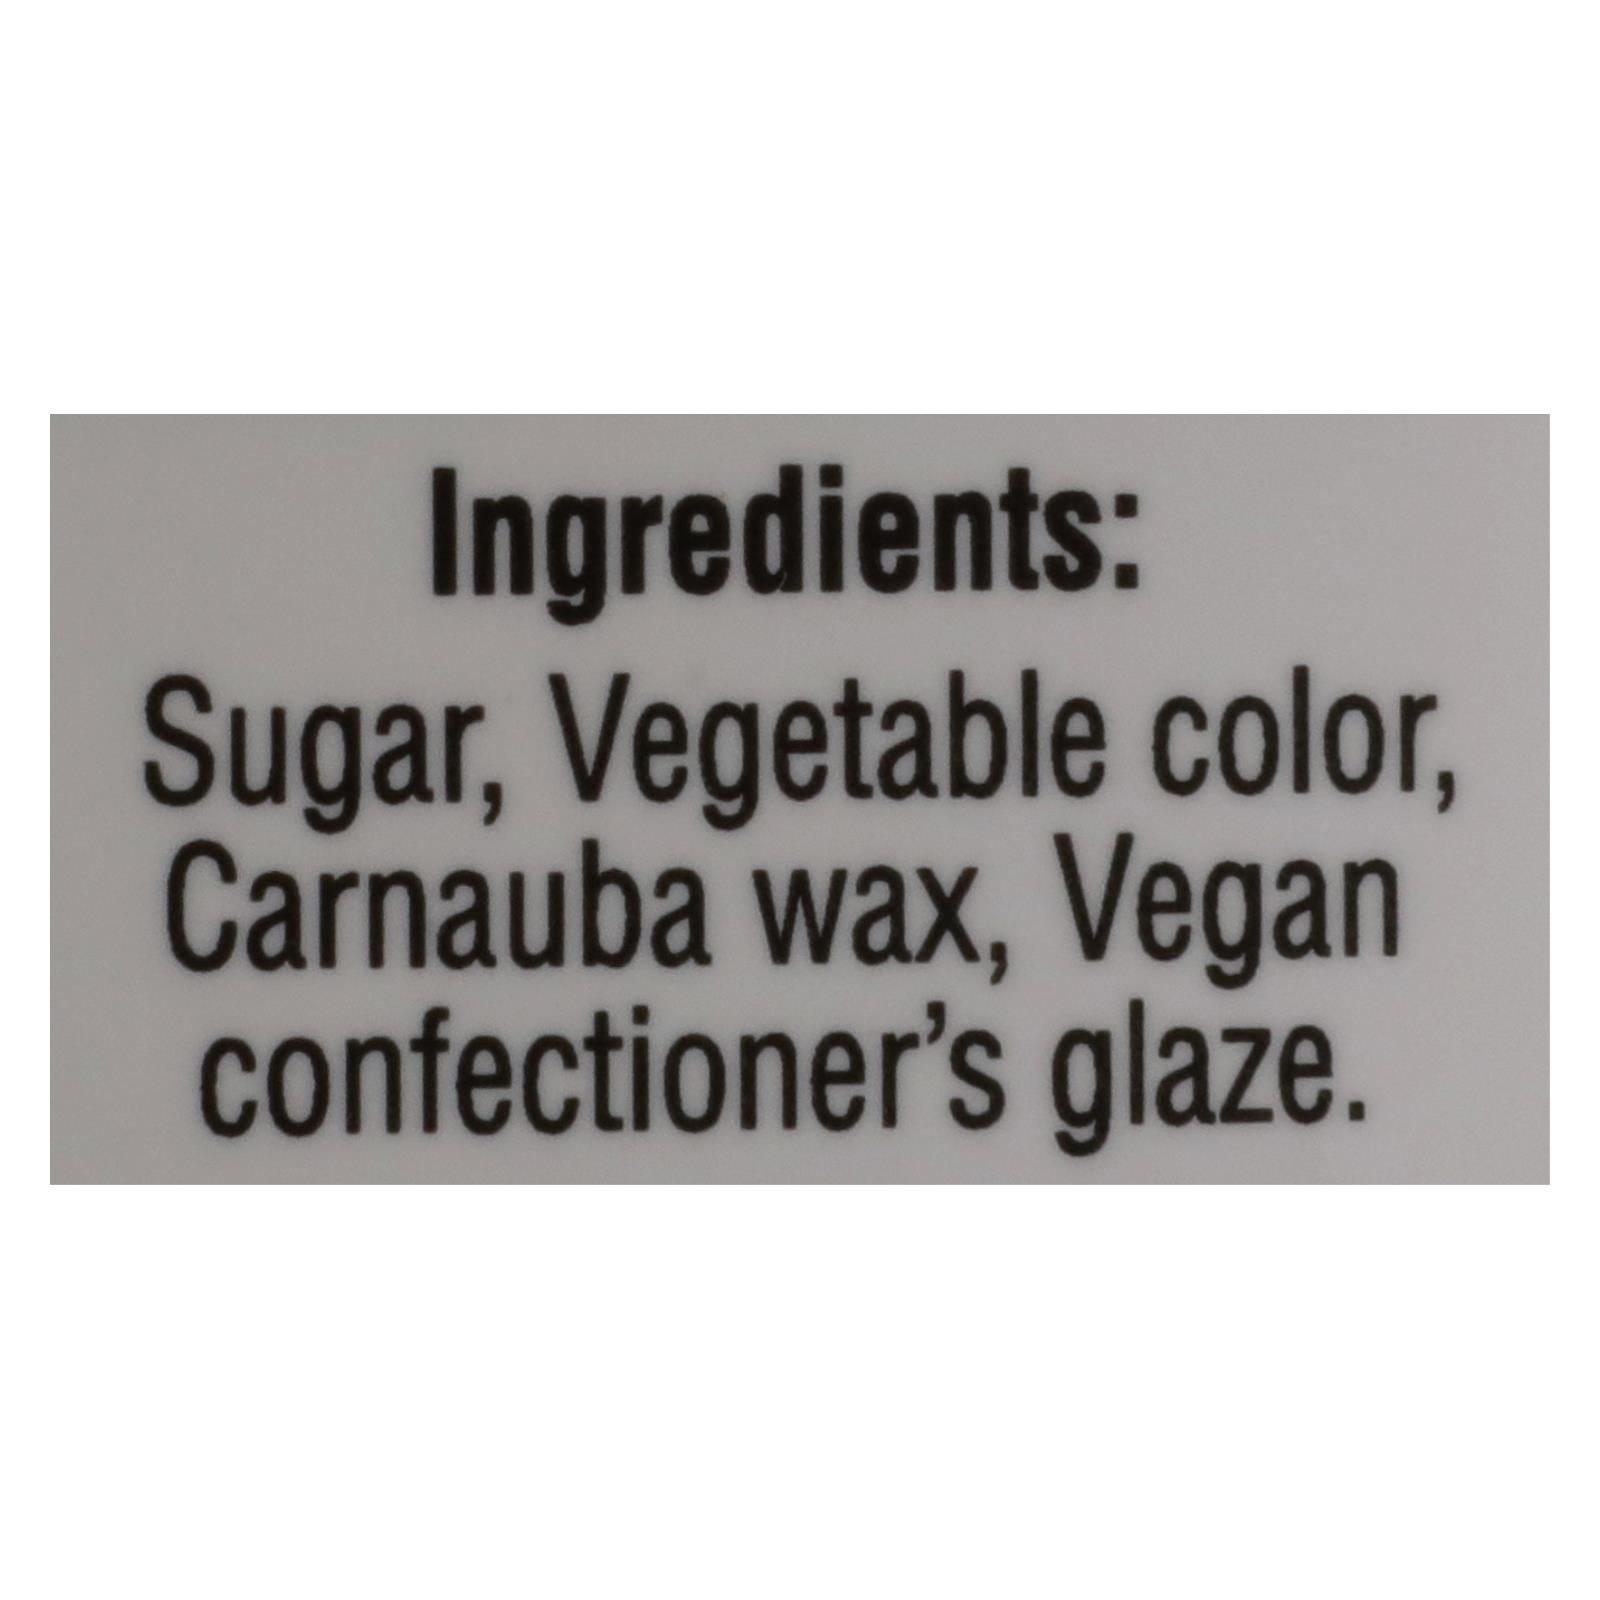 Ingredients:
Sugar, Vegetable color,
Carnauba wax, Vegan
confectioner’s glaze.